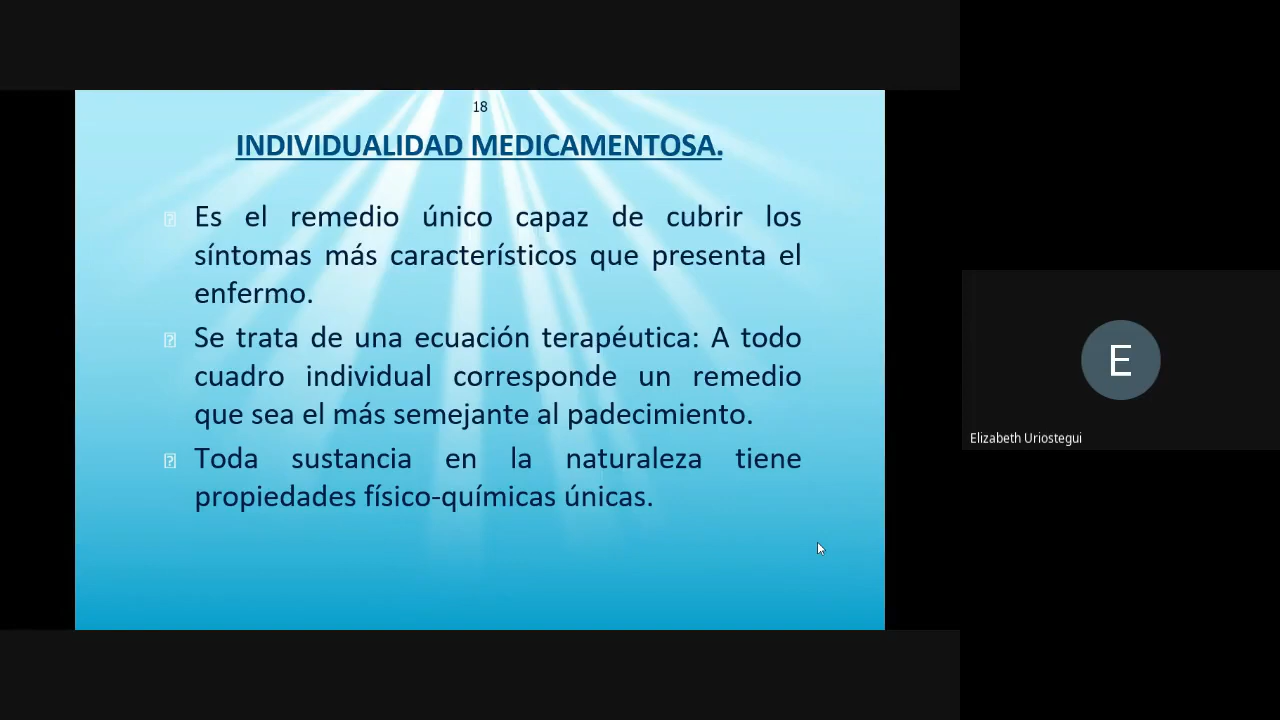 18
INDIVIDUALIDAD MEDICAMENTOSA.
Es el remedio único capaz de cubrir los
síntomas más característicos que presenta el
enfermo.
Se trata de una ecuación terapéutica: A todo
cuadro individual corresponde un remedio
que sea el más semejante al padecimiento.
Toda sustancia en la naturaleza tiene
propiedades físico-químicas únicas.
E
Elizabeth Uriostegui